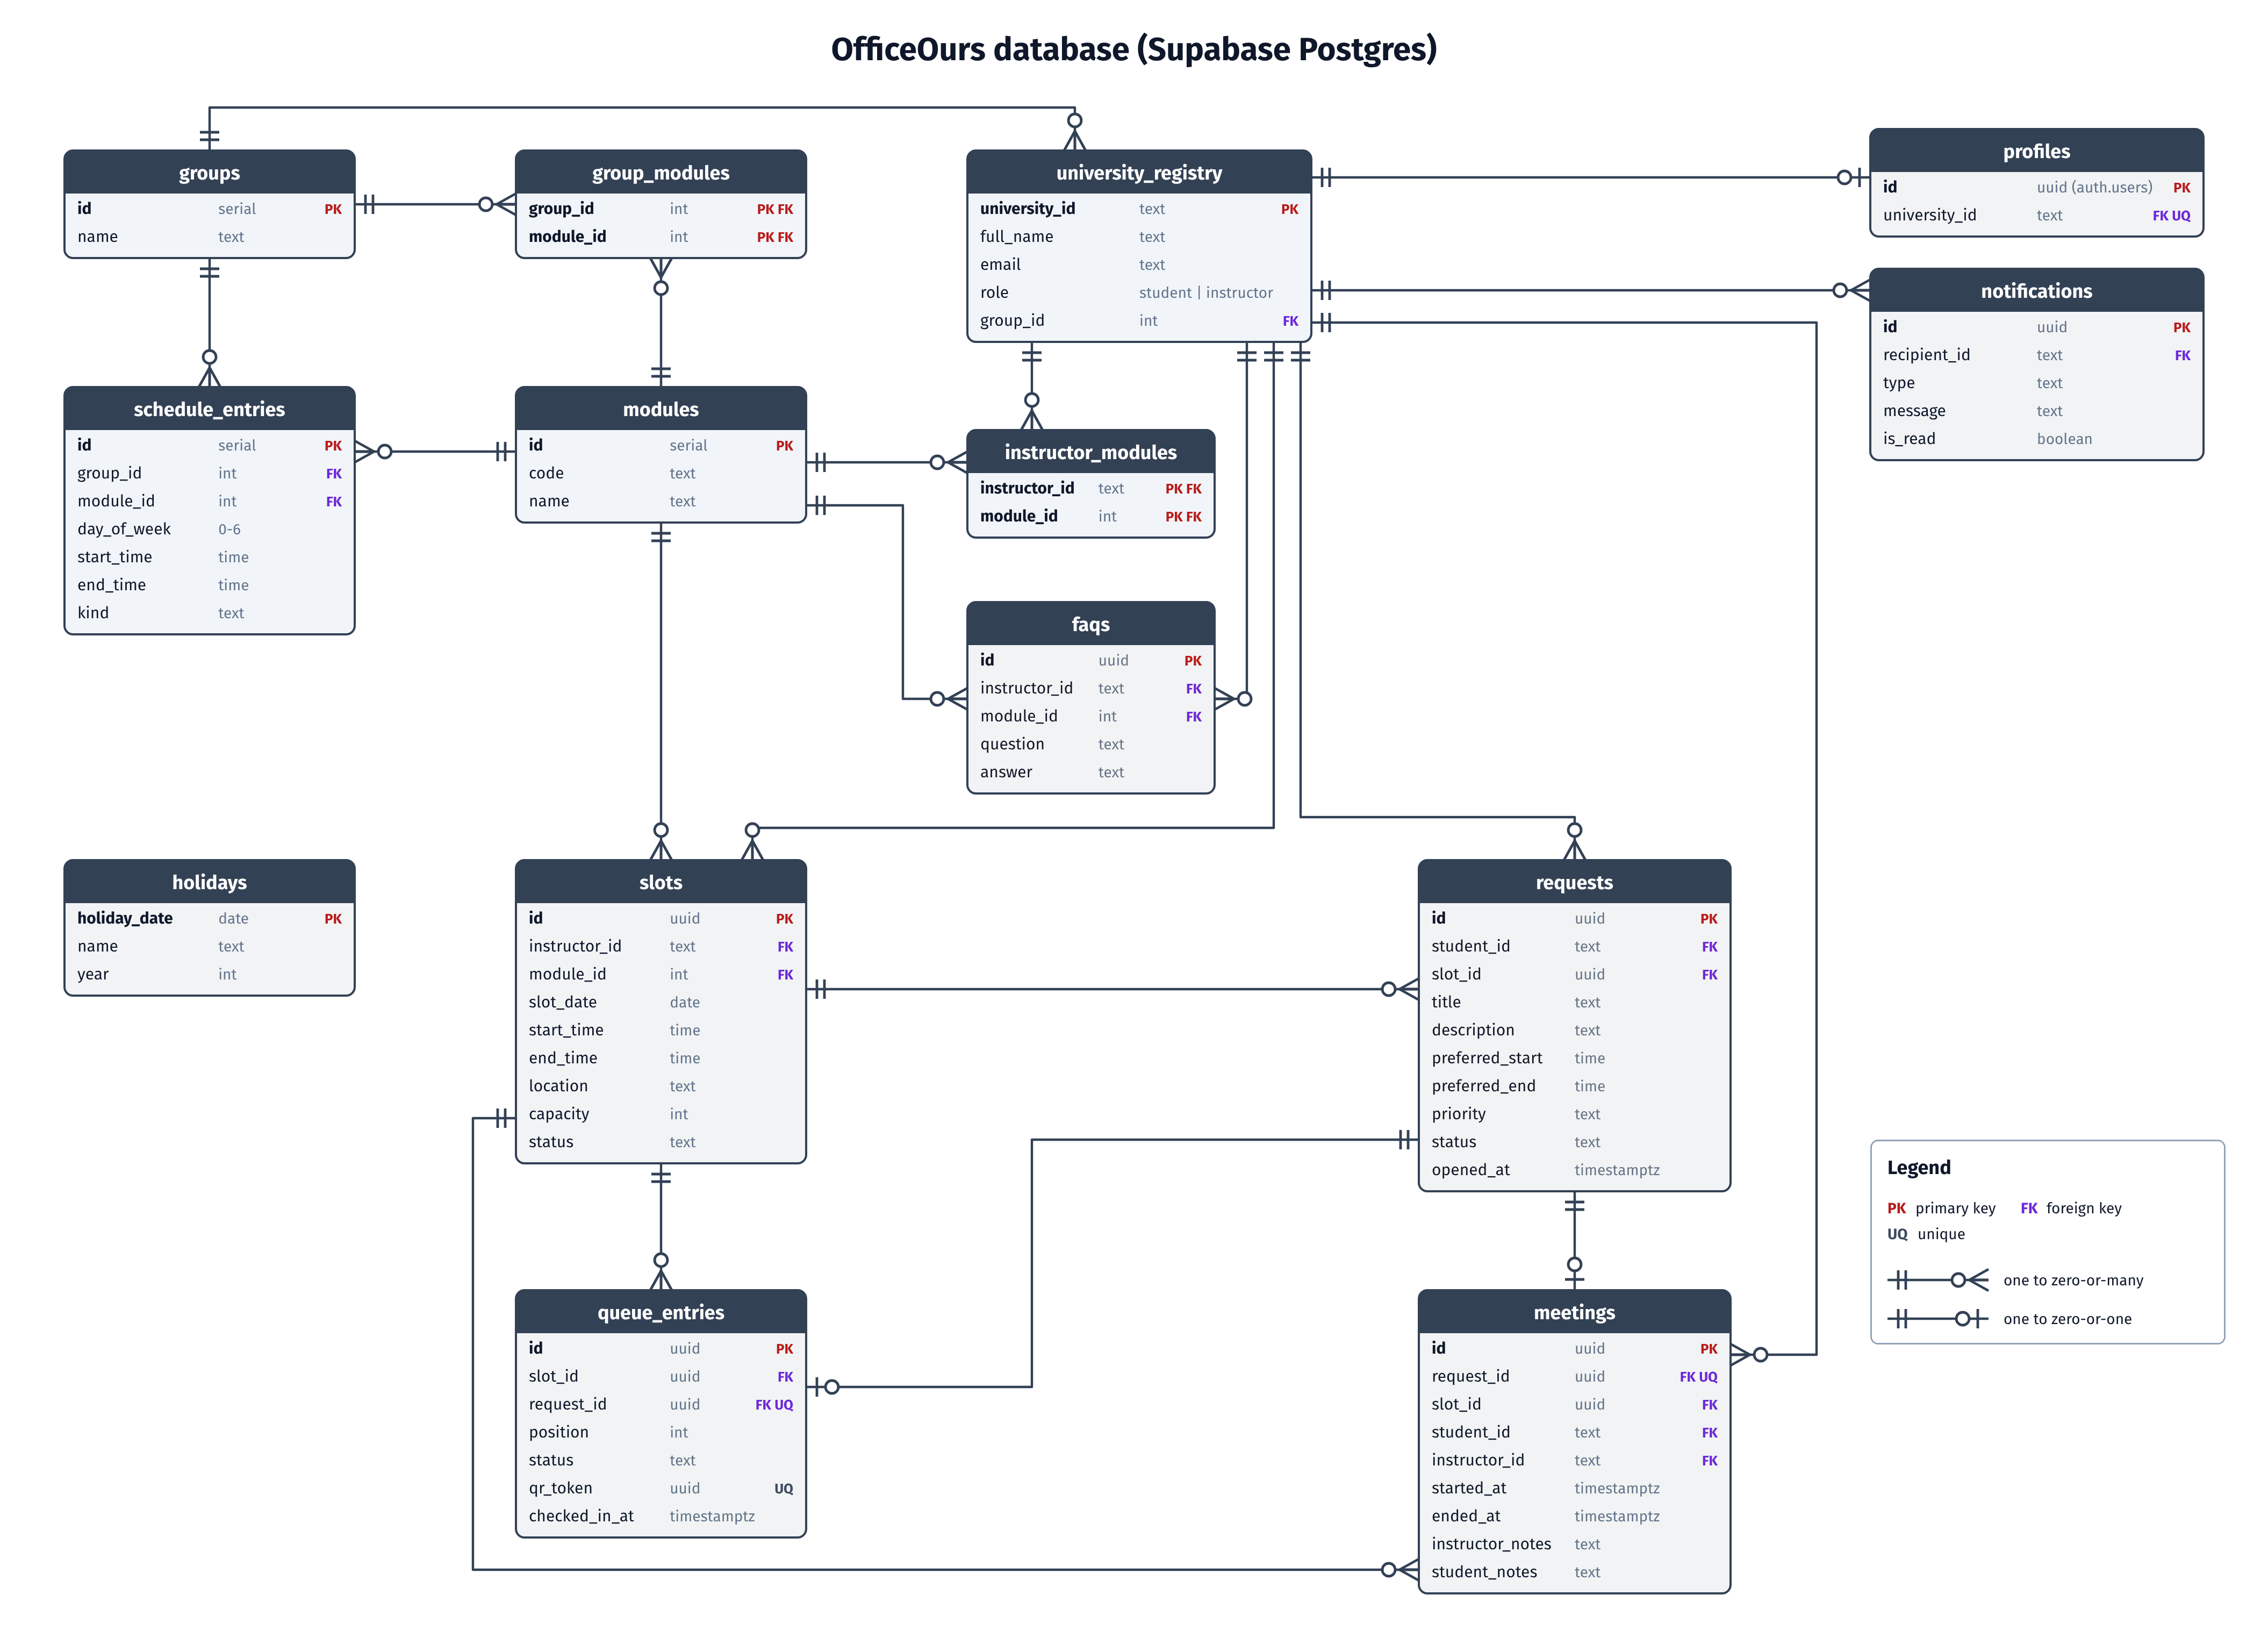 OfficeOurs database (Supabase Postgres)
groups
id serial PK
name text
group_modules
group_id int PK FK
module_id int PK FK
university_registry
university_id text PK
full_name text
email text
role student | instructor
group_id int FK
profiles
id uuid (auth.users) PK
university_id text FK UQ
notifications
id uuid PK
recipient_id text FK
type text
message text
is_read boolean
schedule_entries
id serial PK
group_id int FK
module_id int FK
day_of_week 0-6
start_time time
end_time time
kind text
modules
id serial PK
code text
name text
instructor_modules
instructor_id text PK FK
module_id int PK FK
faqs
id uuid PK
instructor_id text FK
module_id int FK
question text
answer text
holidays
holiday_date date PK
name text
year int
slots
id uuid PK
instructor_id text FK
module_id int FK
slot_date date
start_time time
end_time time
location text
capacity int
status text
requests
id uuid PK
student_id text FK
slot_id uuid FK
title text
description text
preferred_start time
preferred_end time
priority text
status text
opened_at timestamptz
queue_entries
id uuid PK
slot_id uuid FK
request_id uuid FK UQ
position int
status text
qr_token uuid UQ
checked_in_at timestamptz
meetings
id uuid PK
request_id uuid FK UQ
slot_id uuid FK
student_id text FK
instructor_id text FK
started_at timestamptz
ended_at timestamptz
instructor_notes text
student_notes text
Legend
PK primary key FK foreign key
UQ unique
one to zero-or-many
one to zero-or-one